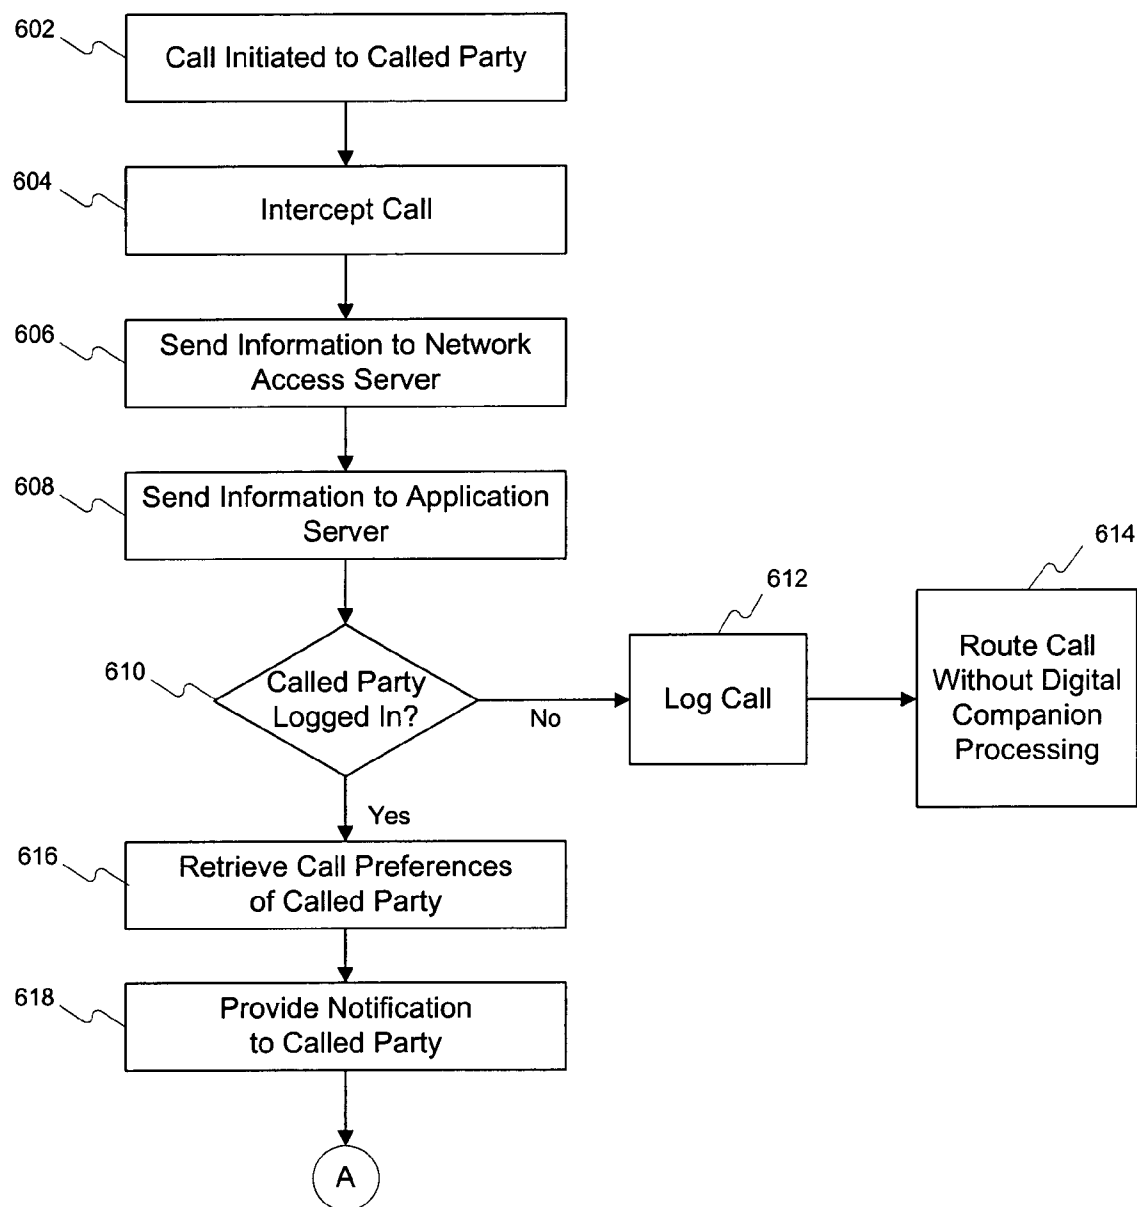 602
Call Initiated to Called Party
604
Intercept Call
606
Send Information to Network
Access Server
608
Send Information to Application
Server
610
Called Party
Logged In?
No
612
Log Call
614
Route Call
Without Digital
Companion
Processing
Yes
616
Retrieve Call Preferences
of Called Party
618
Provide Notification
to Called Party
A